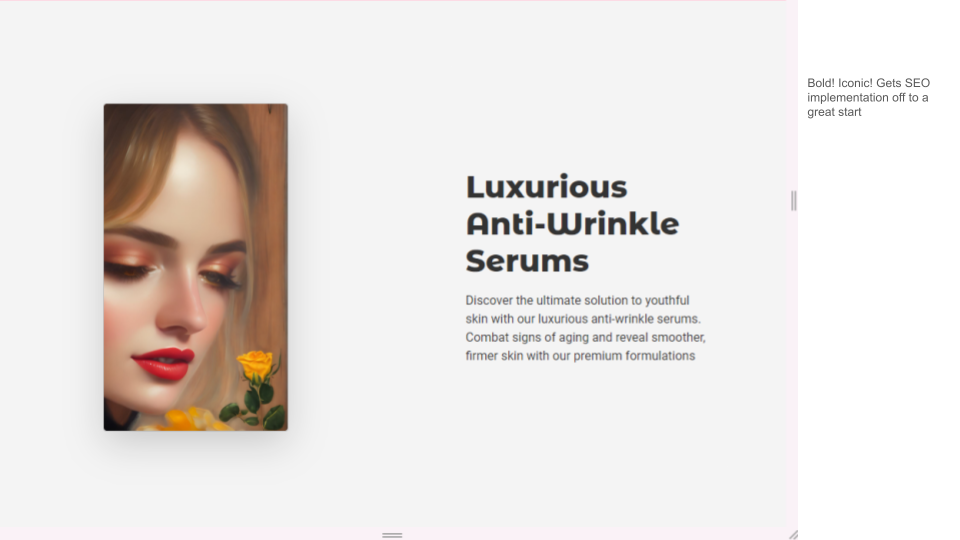 Luxurious
Anti-Wrinkle
Serums
Discover the ultimate solution to youthful
skin with our luxurious anti-wrinkle serums.
Combat signs of aging and reveal smoother,
firmer skin with our premium formulations
Bold! Iconic! Gets SEO
implementation off to a
great start